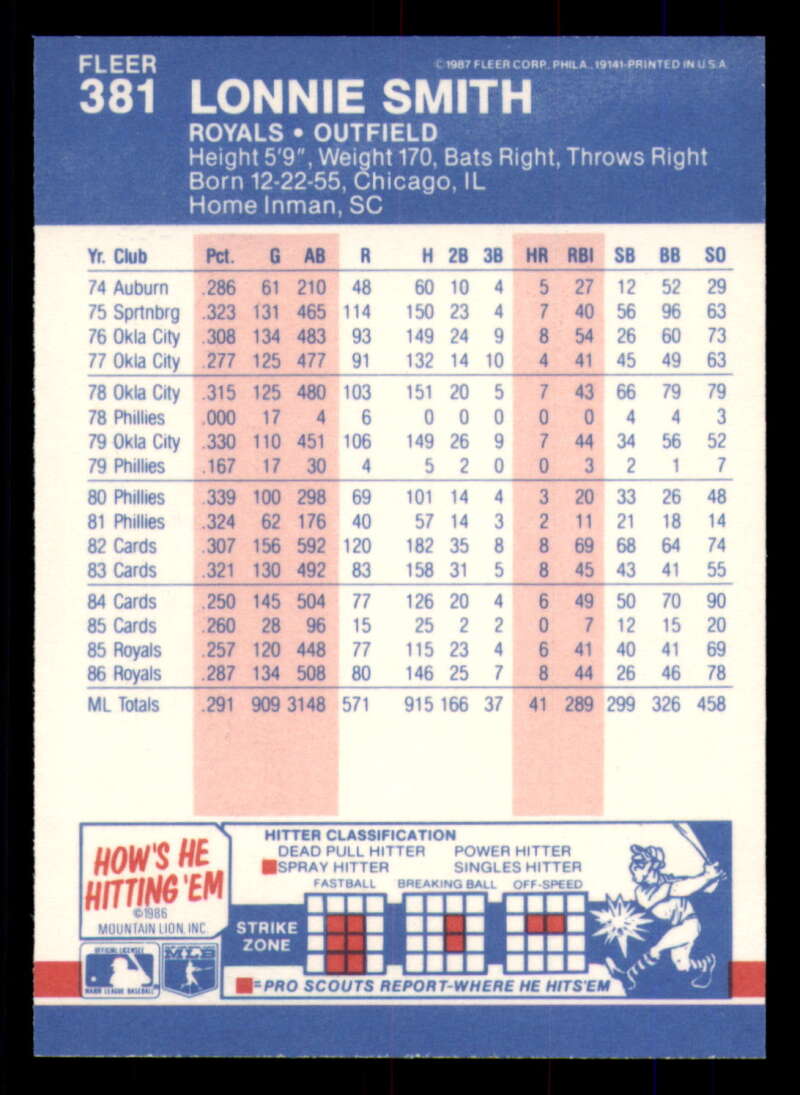 FLEER
©1987 FLEER CORP. PHILA., 19141-PRINTED IN U.S.A.
381 LONNIE SMITH
ROYALS • OUTFIELD
Height 5'9", Weight 170, Bats Right, Throws Right
Born 12-22-55, Chicago, IL
Home Inman, SC
Yr. Club Pct. G AB R H 2B 3B HR RBI SB BB SO
74 Auburn .286 61 210 48 60 10 4 5 27 12 52 29
75 Sprtnbrg .323 131 465 114 150 23 4 7 40 56 96 63
76 Okla City .308 134 483 93 149 24 9 8 54 26 60 73
77 Okla City .277 125 477 91 132 14 10 4 41 45 49 63
78 Okla City .315 125 480 103 151 20 5 7 43 66 79 79
78 Phillies .000 17 4 6 0 0 0 0 0 4 4 3
79 Okla City .330 110 451 106 149 26 9 7 44 34 56 52
79 Phillies .167 17 30 4 5 2 0 0 3 2 1 7
80 Phillies .339 100 298 69 101 14 4 3 20 33 26 48
81 Phillies .324 62 176 40 57 14 3 2 11 21 18 14
82 Cards .307 156 592 120 182 35 8 8 69 68 64 74
83 Cards .321 130 492 83 158 31 5 8 45 43 41 55
84 Cards .250 145 504 77 126 20 4 6 49 50 70 90
85 Cards .260 28 96 15 25 2 2 0 7 12 15 20
85 Royals .257 120 448 77 115 23 4 6 41 40 41 69
86 Royals .287 134 508 80 146 25 7 8 44 26 46 78
ML Totals .291 909 3148 571 915 166 37 41 289 299 326 458
HOW'S HE
HITTING 'EM
©1986
MOUNTAIN LION, INC.
HITTER CLASSIFICATION
DEAD PULL HITTER POWER HITTER
SPRAY HITTER SINGLES HITTER
FASTBALL BREAKING BALL OFF-SPEED
STRIKE
ZONE
=PRO SCOUTS REPORT-WHERE HE HITS'EM
OFFICIAL LICENSEE
MAJOR LEAGUE BASEBALL
MLB